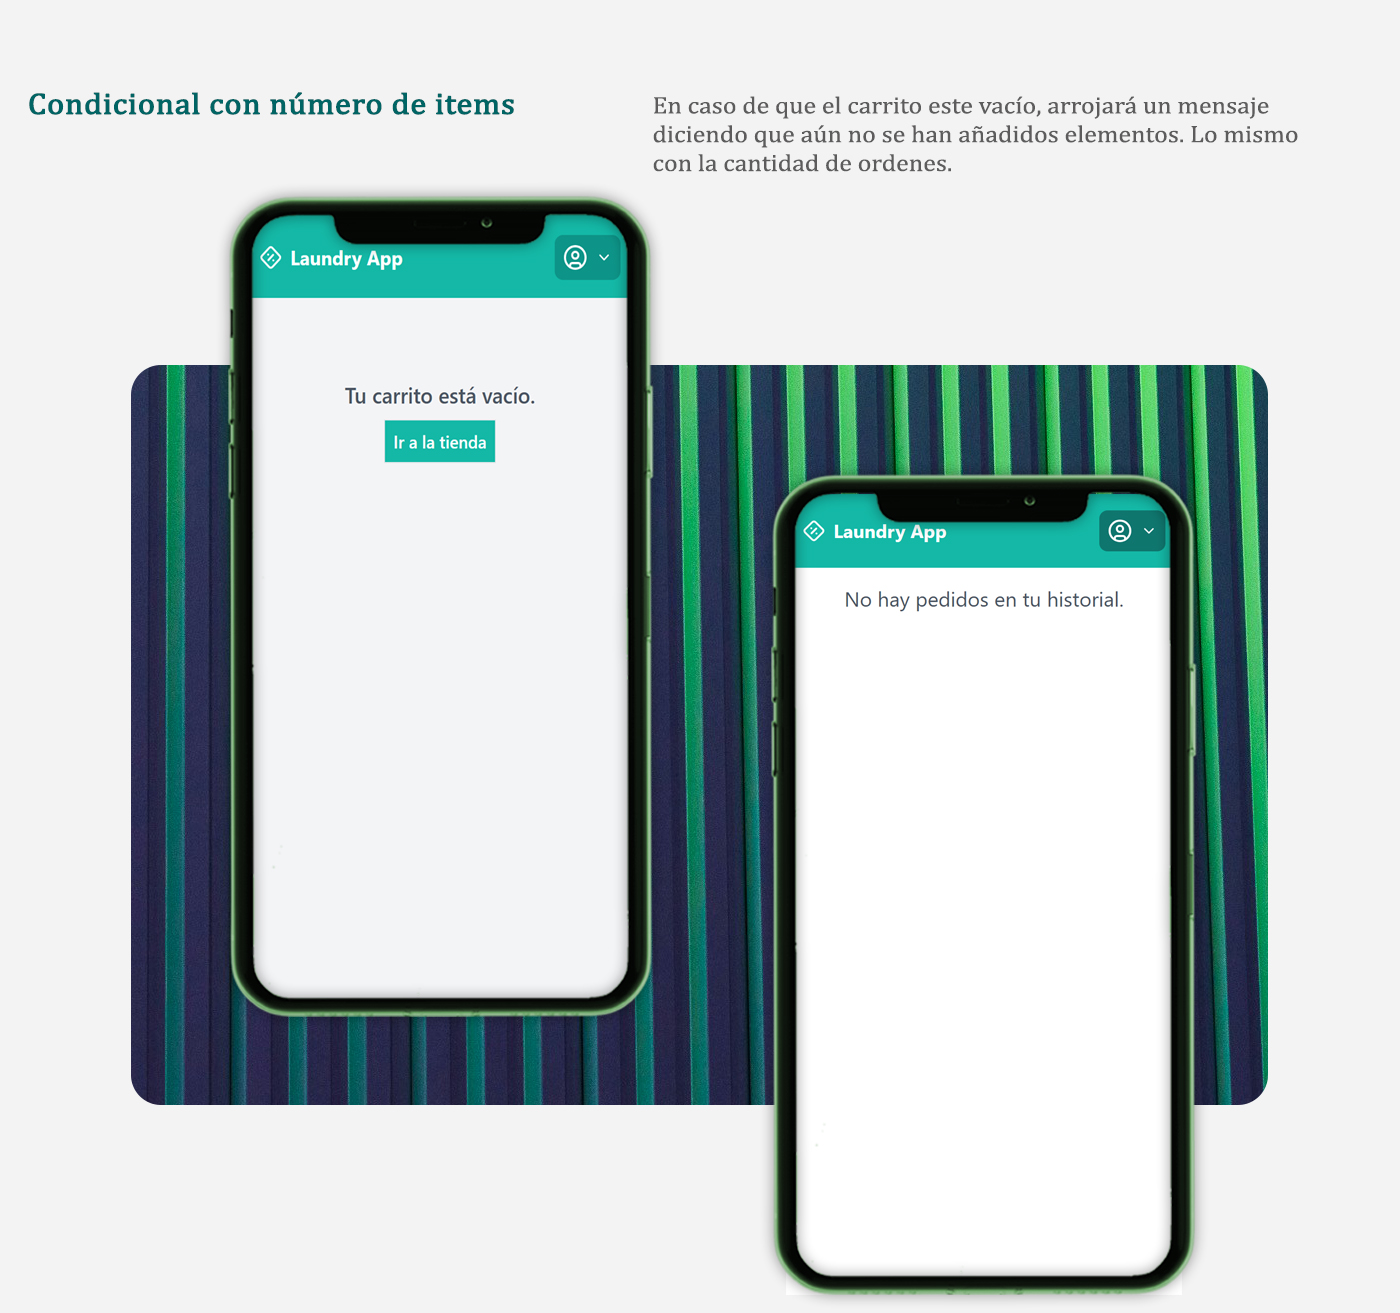 Condicional con número de items
En caso de que el carrito este vacío, arrojará un mensaje
diciendo que aún no se han añadidos elementos. Lo mismo
con la cantidad de ordenes.
Laundry App
Tu carrito está vacío.
Ir a la tienda
Laundry App
No hay pedidos en tu historial.